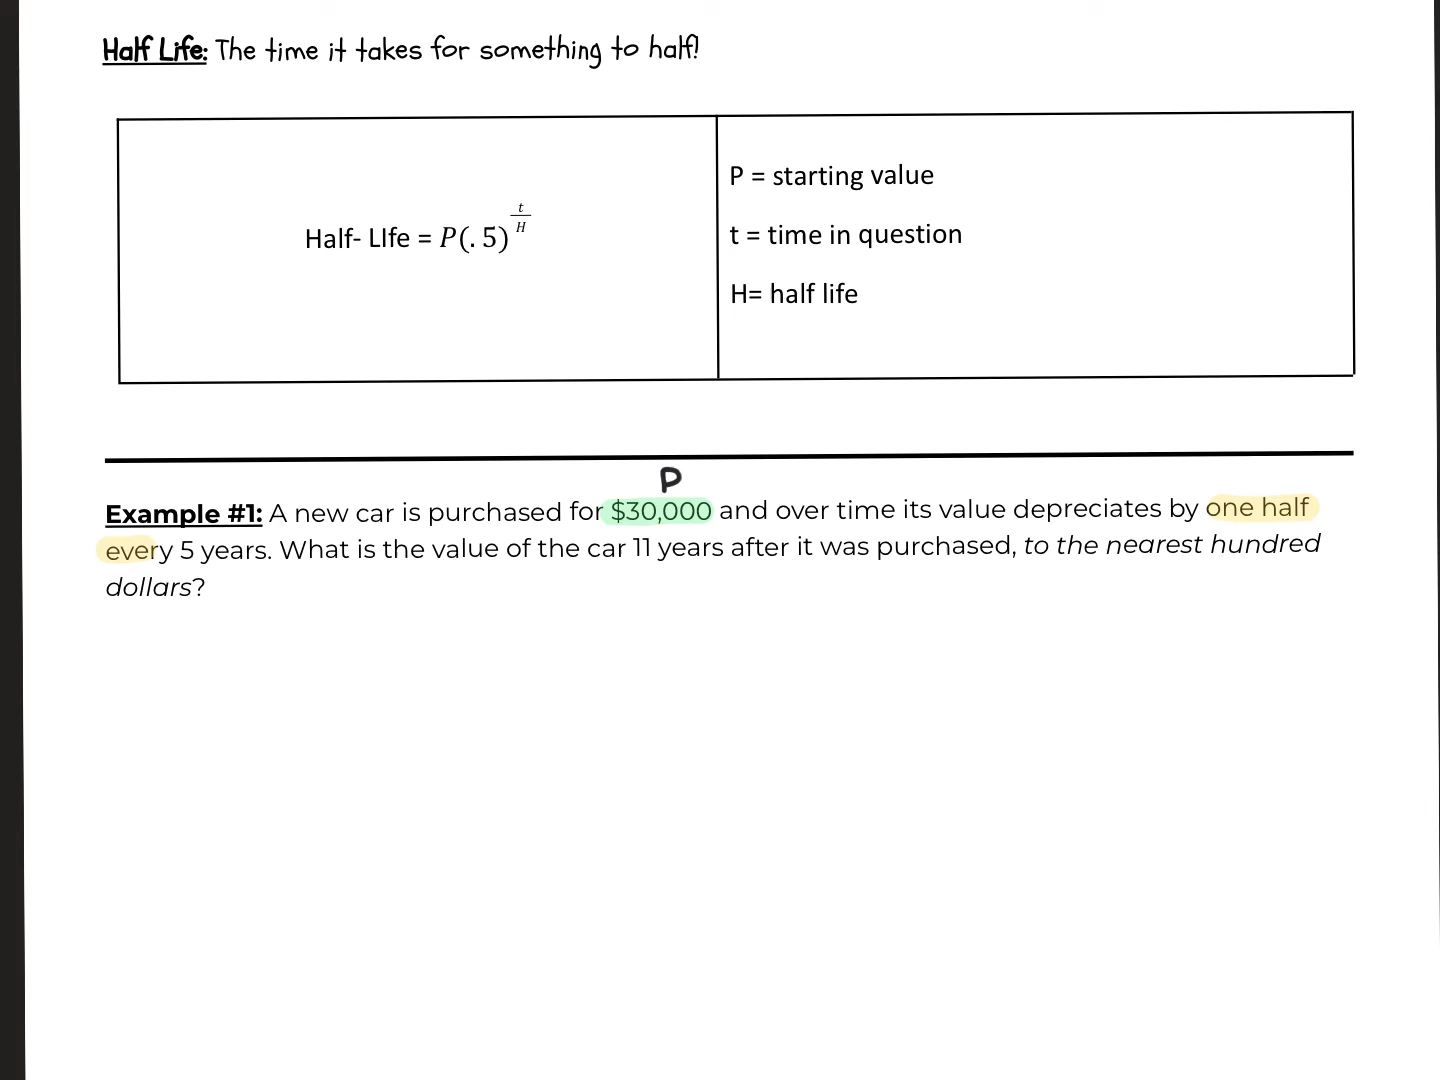 Half Life: The time it takes for something to half!
Half- LIfe = P(. 5)^(t/H)
P = starting value
t = time in question
H= half life
P
Example #1: A new car is purchased for $30,000 and over time its value depreciates by one half
every 5 years. What is the value of the car 11 years after it was purchased, to the nearest hundred
dollars?